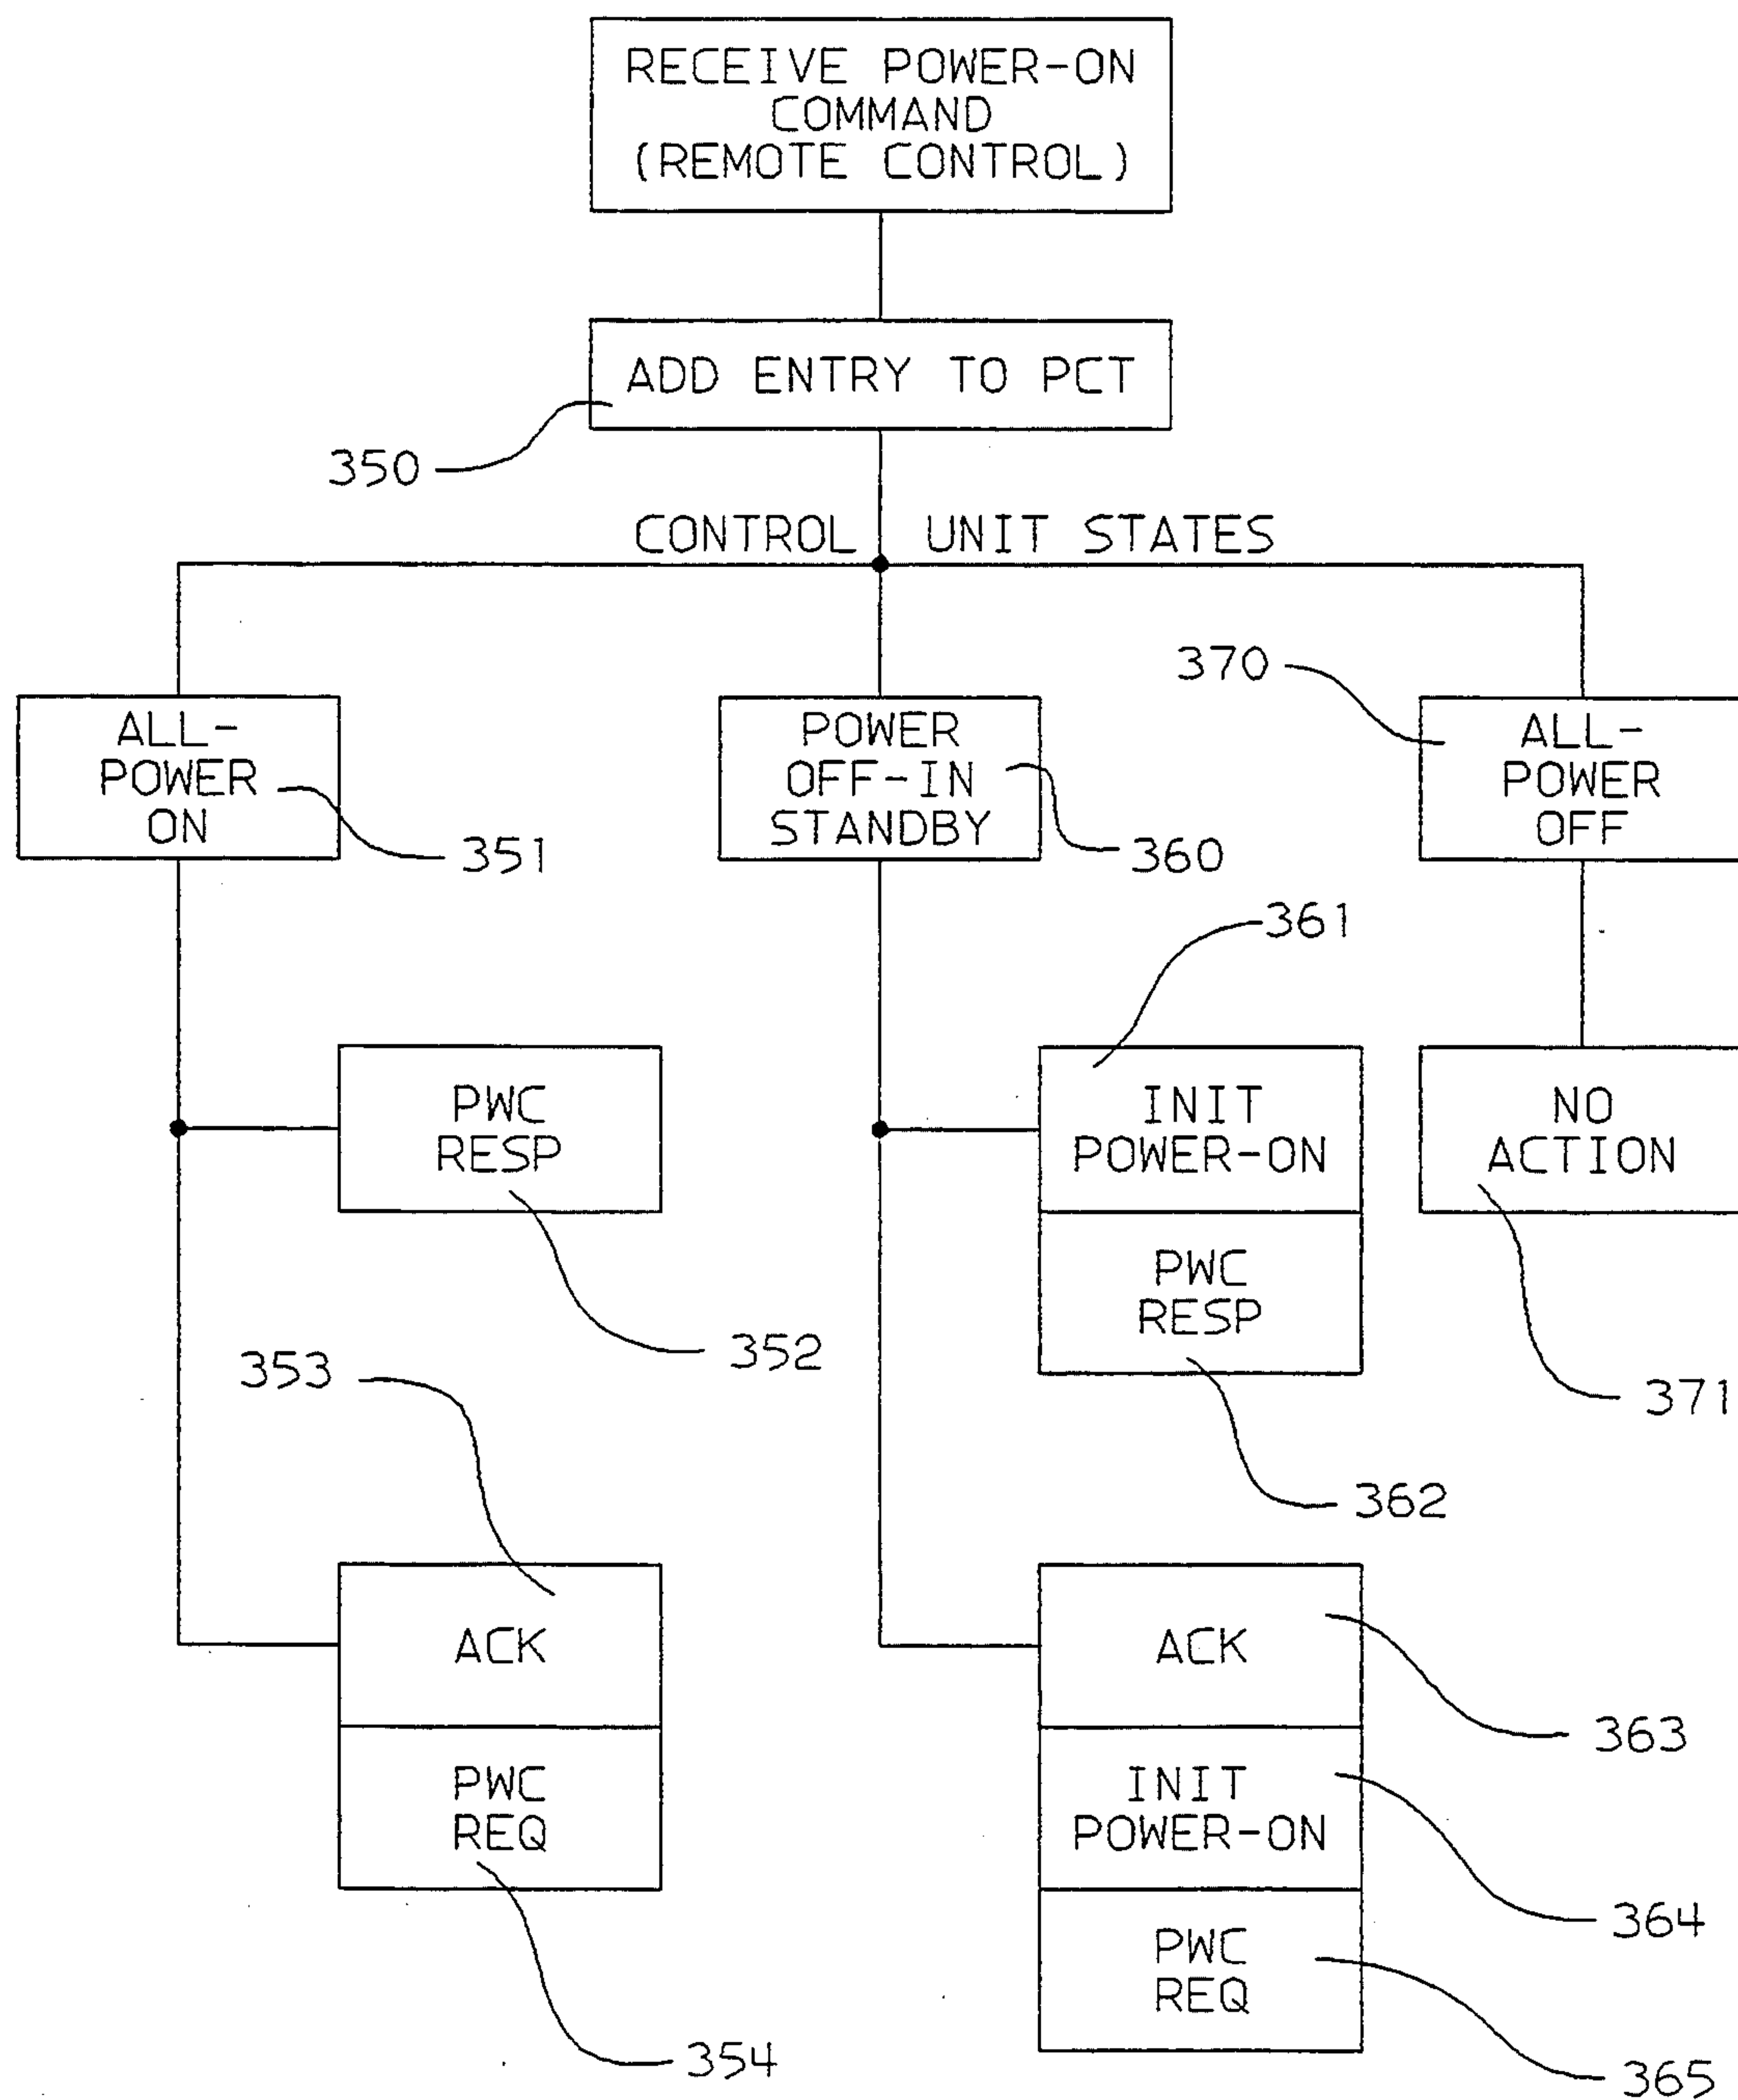 RECEIVE POWER-ON
COMMAND
(REMOTE CONTROL)
ADD ENTRY TO PCT
350
CONTROL UNIT STATES
370
ALL-
POWER
ON
351
POWER
OFF-IN
STANDBY
360
ALL-
POWER
OFF
361
PWC
RESP
352
INIT
POWER-ON
PWC
RESP
362
NO
ACTION
371
353
ACK
PWC
REQ
354
ACK
363
INIT
POWER-ON
364
PWC
REQ
365